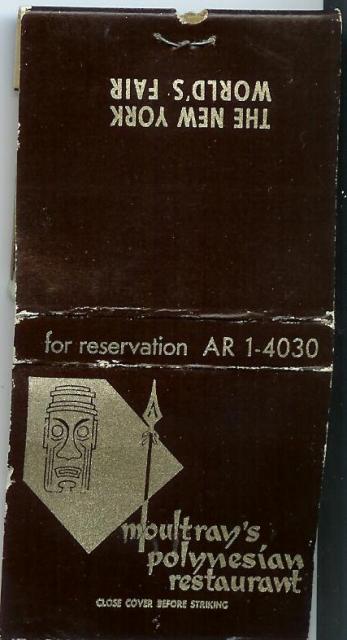 THE NEW YORK
WORLD'S FAIR
for reservation AR 1-4030
moultray's
polynesian
restaurant
CLOSE COVER BEFORE STRIKING